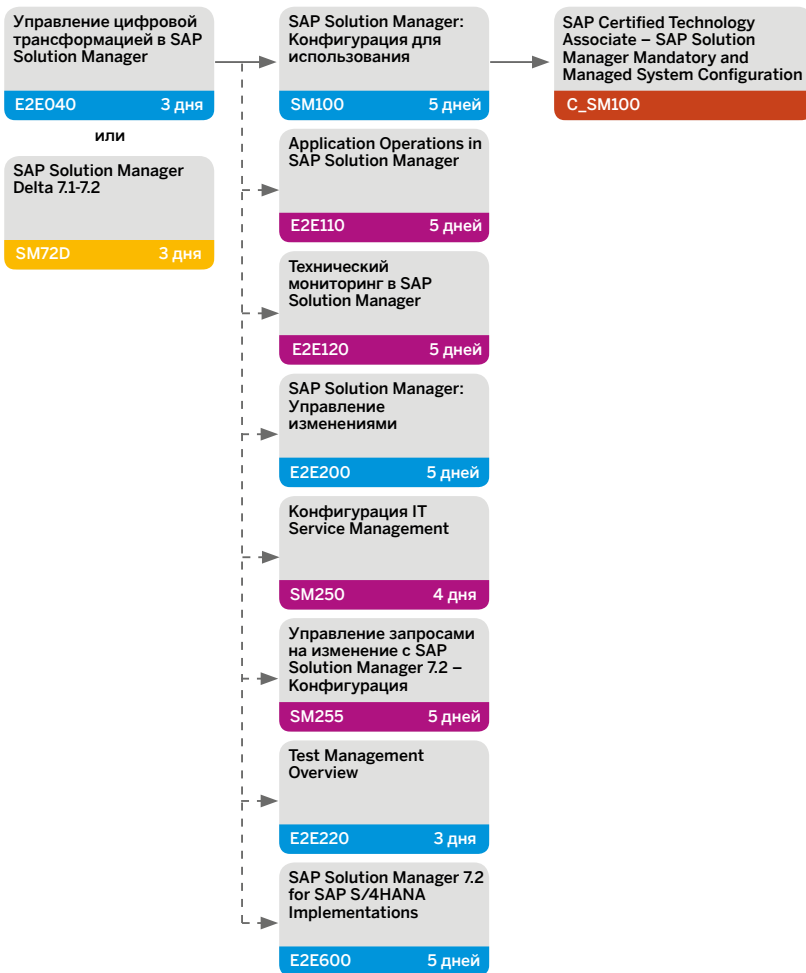 Управление цифровой
трансформацией в SAP
Solution Manager
E2E040 3 дня
или
SAP Solution Manager
Delta 7.1-7.2
SM72D 3 дня
SAP Solution Manager:
Конфигурация для
использования
SM100 5 дней
Application Operations in
SAP Solution Manager
E2E110 5 дней
Технический
мониторинг в SAP
Solution Manager
E2E120 5 дней
SAP Solution Manager:
Управление
изменениями
E2E200 5 дней
Конфигурация IT
Service Management
SM250 4 дня
Управление запросами
на изменение с SAP
Solution Manager 7.2 –
Конфигурация
SM255 5 дней
Test Management
Overview
E2E220 3 дня
SAP Solution Manager 7.2
for SAP S/4HANA
Implementations
E2E600 5 дней
SAP Certified Technology
Associate – SAP Solution
Manager Mandatory and
Managed System Configuration
C_SM100